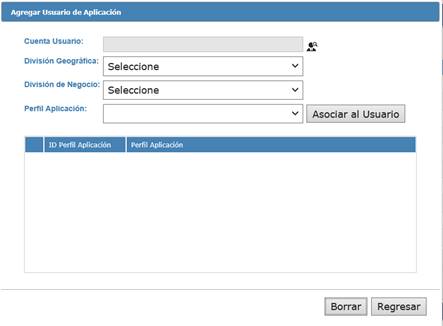 Agregar Usuario de Aplicación
Cuenta Usuario:
División Geográfica: Seleccione
División de Negocio: Seleccione
Perfil Aplicación: Asociar al Usuario
ID Perfil Aplicación Perfil Aplicación
Borrar Regresar